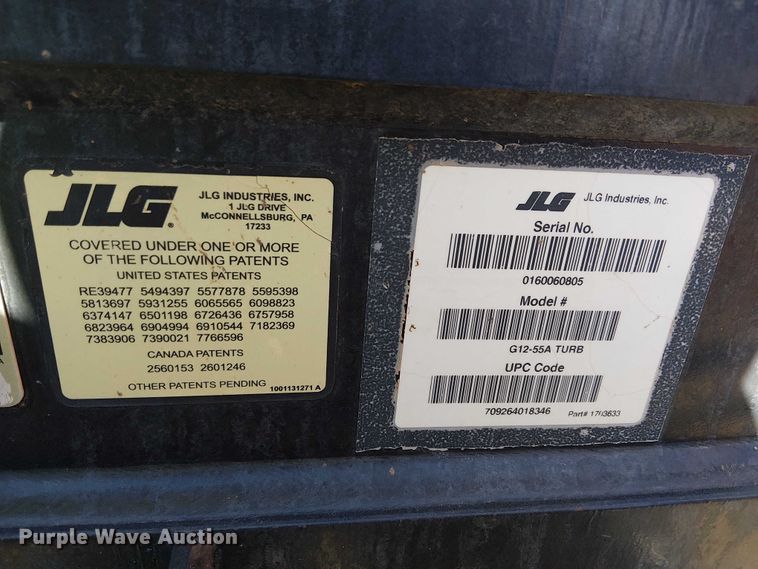 JLG
JLG INDUSTRIES, INC.
1 JLG DRIVE
McCONNELLSBURG, PA
17233
COVERED UNDER ONE OR MORE
OF THE FOLLOWING PATENTS
UNITED STATES PATENTS
RE39477 5494397 5577878 5595398
5813697 5931255 6065565 6098823
6374147 6501198 6726436 6757958
6823964 6904994 6910544 7182369
7383906 7390021 7766596
CANADA PATENTS
2560153 2601246
OTHER PATENTS PENDING 1001131271 A
JLG JLG Industries, Inc.
Serial No.
0160060805
Model #
G12-55A TURB
UPC Code
709264018346 Part#
Purple Wave Auction